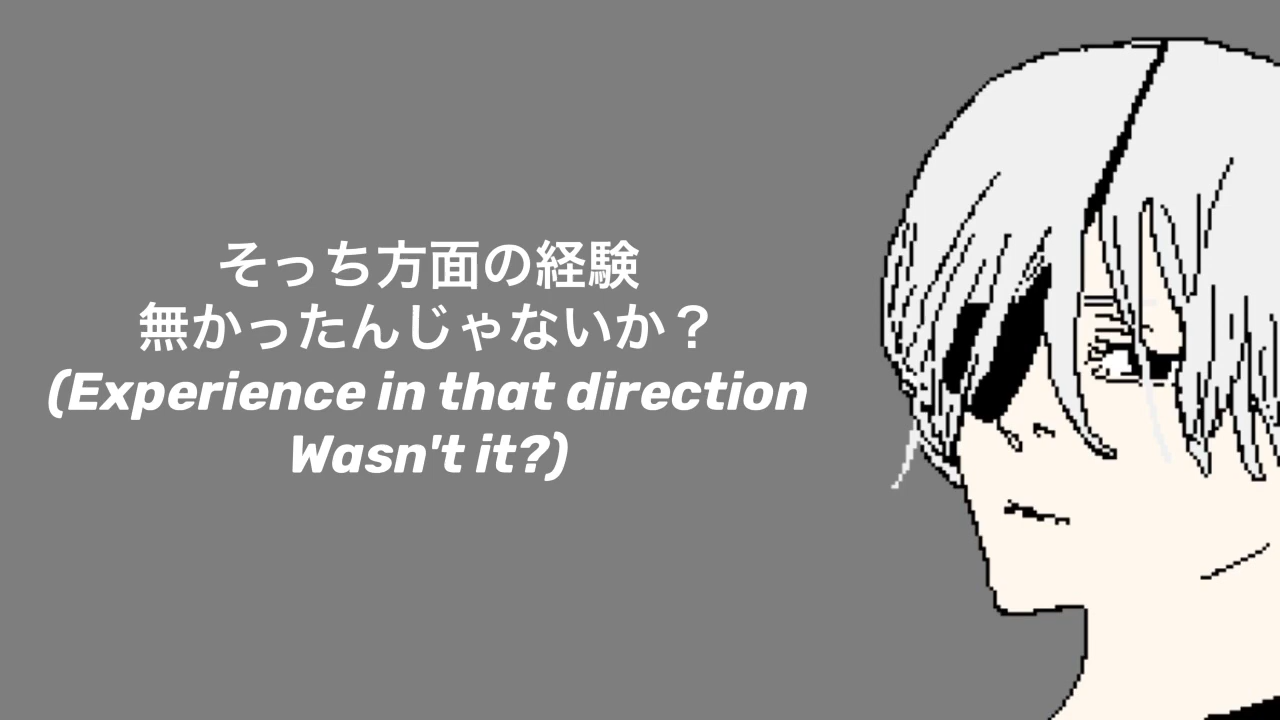 そっち方面の経験
無かったんじゃないか？
(Experience in that direction
Wasn't it?)